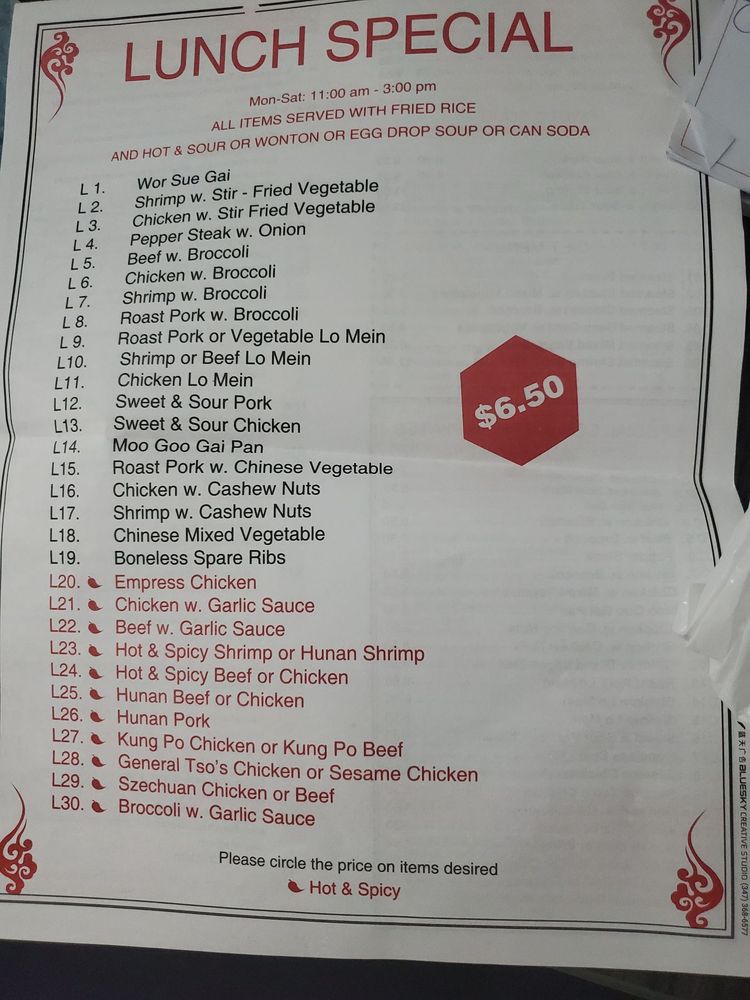 LUNCH SPECIAL
Mon-Sat: 11:00 am - 3:00 pm
ALL ITEMS SERVED WITH FRIED RICE
AND HOT & SOUR OR WONTON OR EGG DROP SOUP OR CAN SODA
L 1. Wor Sue Gai
L 2. Shrimp w. Stir - Fried Vegetable
L 3. Chicken w. Stir Fried Vegetable
L 4. Pepper Steak w. Onion
L 5. Beef w. Broccoli
L 6. Chicken w. Broccoli
L 7. Shrimp w. Broccoli
L 8. Roast Pork w. Broccoli
L 9. Roast Pork or Vegetable Lo Mein
L10. Shrimp or Beef Lo Mein
L11. Chicken Lo Mein
L12. Sweet & Sour Pork
L13. Sweet & Sour Chicken
L14. Moo Goo Gai Pan
L15. Roast Pork w. Chinese Vegetable
L16. Chicken w. Cashew Nuts
L17. Shrimp w. Cashew Nuts
L18. Chinese Mixed Vegetable
L19. Boneless Spare Ribs
L20. Empress Chicken
L21. Chicken w. Garlic Sauce
L22. Beef w. Garlic Sauce
L23. Hot & Spicy Shrimp or Hunan Shrimp
L24. Hot & Spicy Beef or Chicken
L25. Hunan Beef or Chicken
L26. Hunan Pork
L27. Kung Po Chicken or Kung Po Beef
L28. General Tso's Chicken or Sesame Chicken
L29. Szechuan Chicken or Beef
L30. Broccoli w. Garlic Sauce
$6.50
Please circle the price on items desired
Hot & Spicy
蓝天广告 BLUESKY CREATIVE STUDIO (347) 368-6577